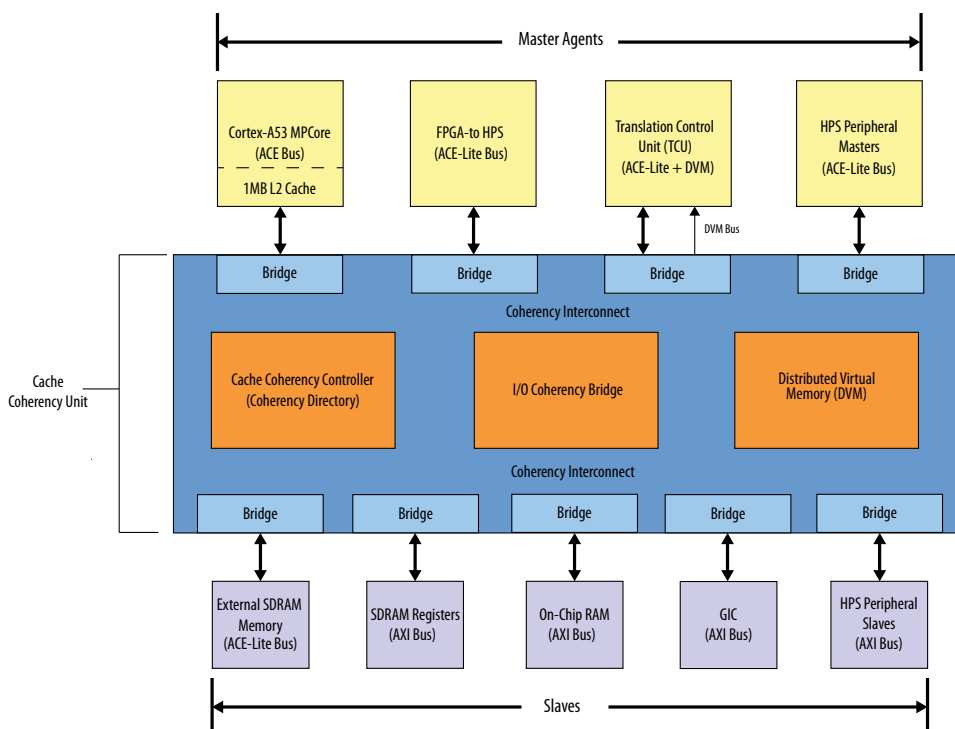 Master Agents
Cortex-A53 MPCore
(ACE Bus)
1MB L2 Cache
FPGA-to HPS
(ACE-Lite Bus)
Translation Control
Unit (TCU)
(ACE-Lite + DVM)
HPS Peripheral
Masters
(ACE-Lite Bus)
DVM Bus
Bridge
Bridge
Bridge
Bridge
Coherency Interconnect
Cache
Coherency Unit
Cache Coherency Controller
(Coherency Directory)
I/O Coherency Bridge
Distributed Virtual
Memory (DVM)
Coherency Interconnect
Bridge
Bridge
Bridge
Bridge
Bridge
External SDRAM
Memory
(ACE-Lite Bus)
SDRAM Registers
(AXI Bus)
On-Chip RAM
(AXI Bus)
GIC
(AXI Bus)
HPS Peripheral
Slaves
(AXI Bus)
Slaves